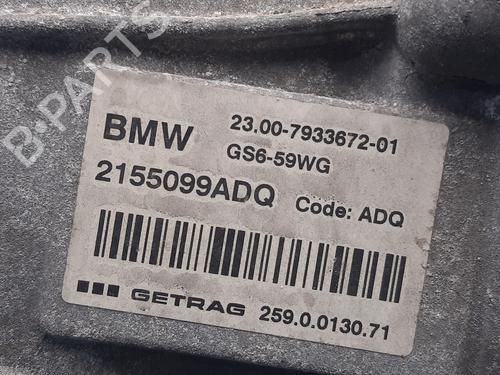 B-PARTS
BMW 23.00-7933672-01
GS6-59WG
2155099ADQ Code: ADQ
GETRAG 259.0.0130.71